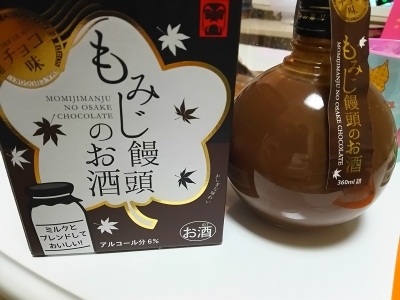 チョコ
味
MOMIJIMANJU
NO OSAKE
/CHOCOLATE
もみじ饅頭
のお酒
ミルクと
ブレンドして
おいしい!
アルコール分6%
お酒
もみじ饅頭のお酒
MOMIJIMANJU NO OSAKE CHOCOLATE
360ml 詰